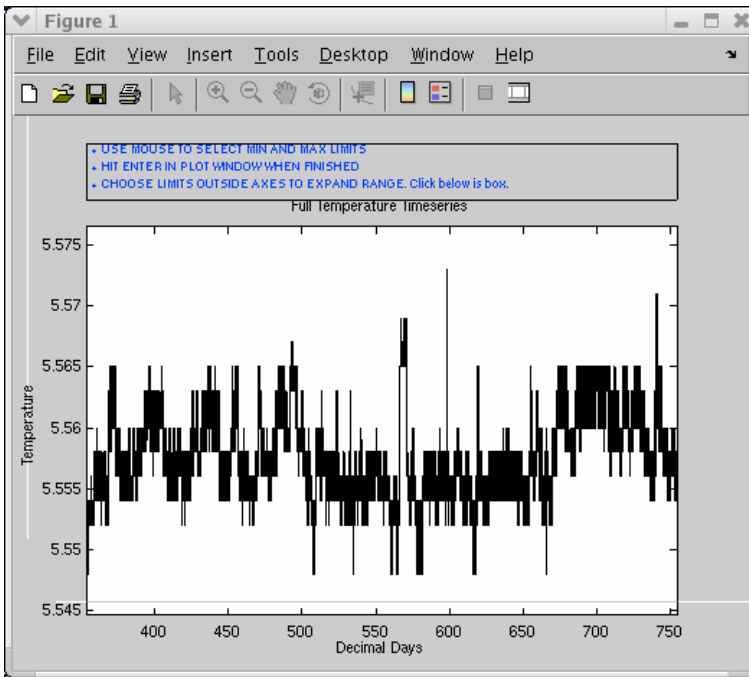 Figure 1
File Edit View Insert Tools Desktop Window Help
+ USE MOUSE TO SELECT MIN AND MAX LIMITS
+ HIT ENTER IN PLOT WINDOW WHEN FINISHED
+ CHOOSE LIMITS OUTSIDE AXES TO EXPAND RANGE. Click below is box.
Full Temperature Timeseries
5.575
5.57
5.565
5.56
5.555
5.55
5.545
Temperature
400 450 500 550 600 650 700 750
Decimal Days